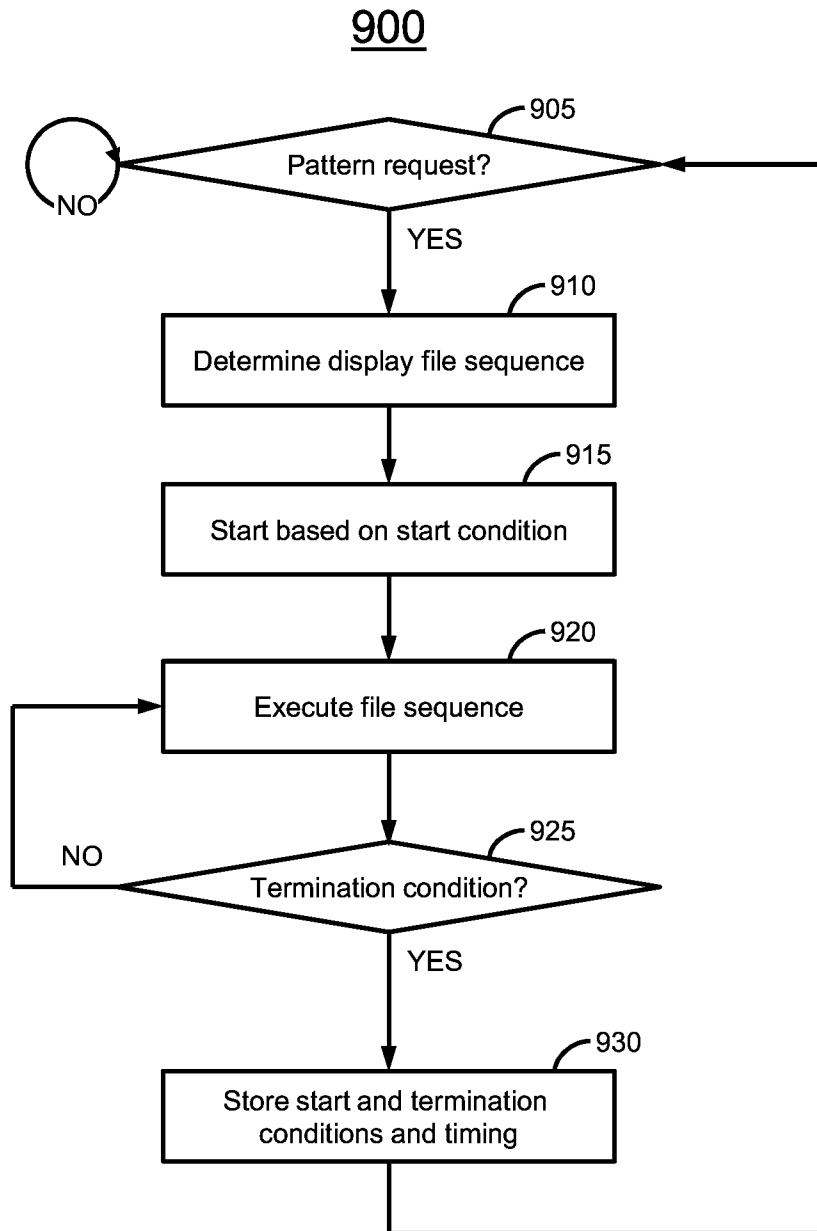 900
905
Pattern request?
NO
YES
910
Determine display file sequence
915
Start based on start condition
920
Execute file sequence
925
NO
Termination condition?
YES
930
Store start and termination
conditions and timing